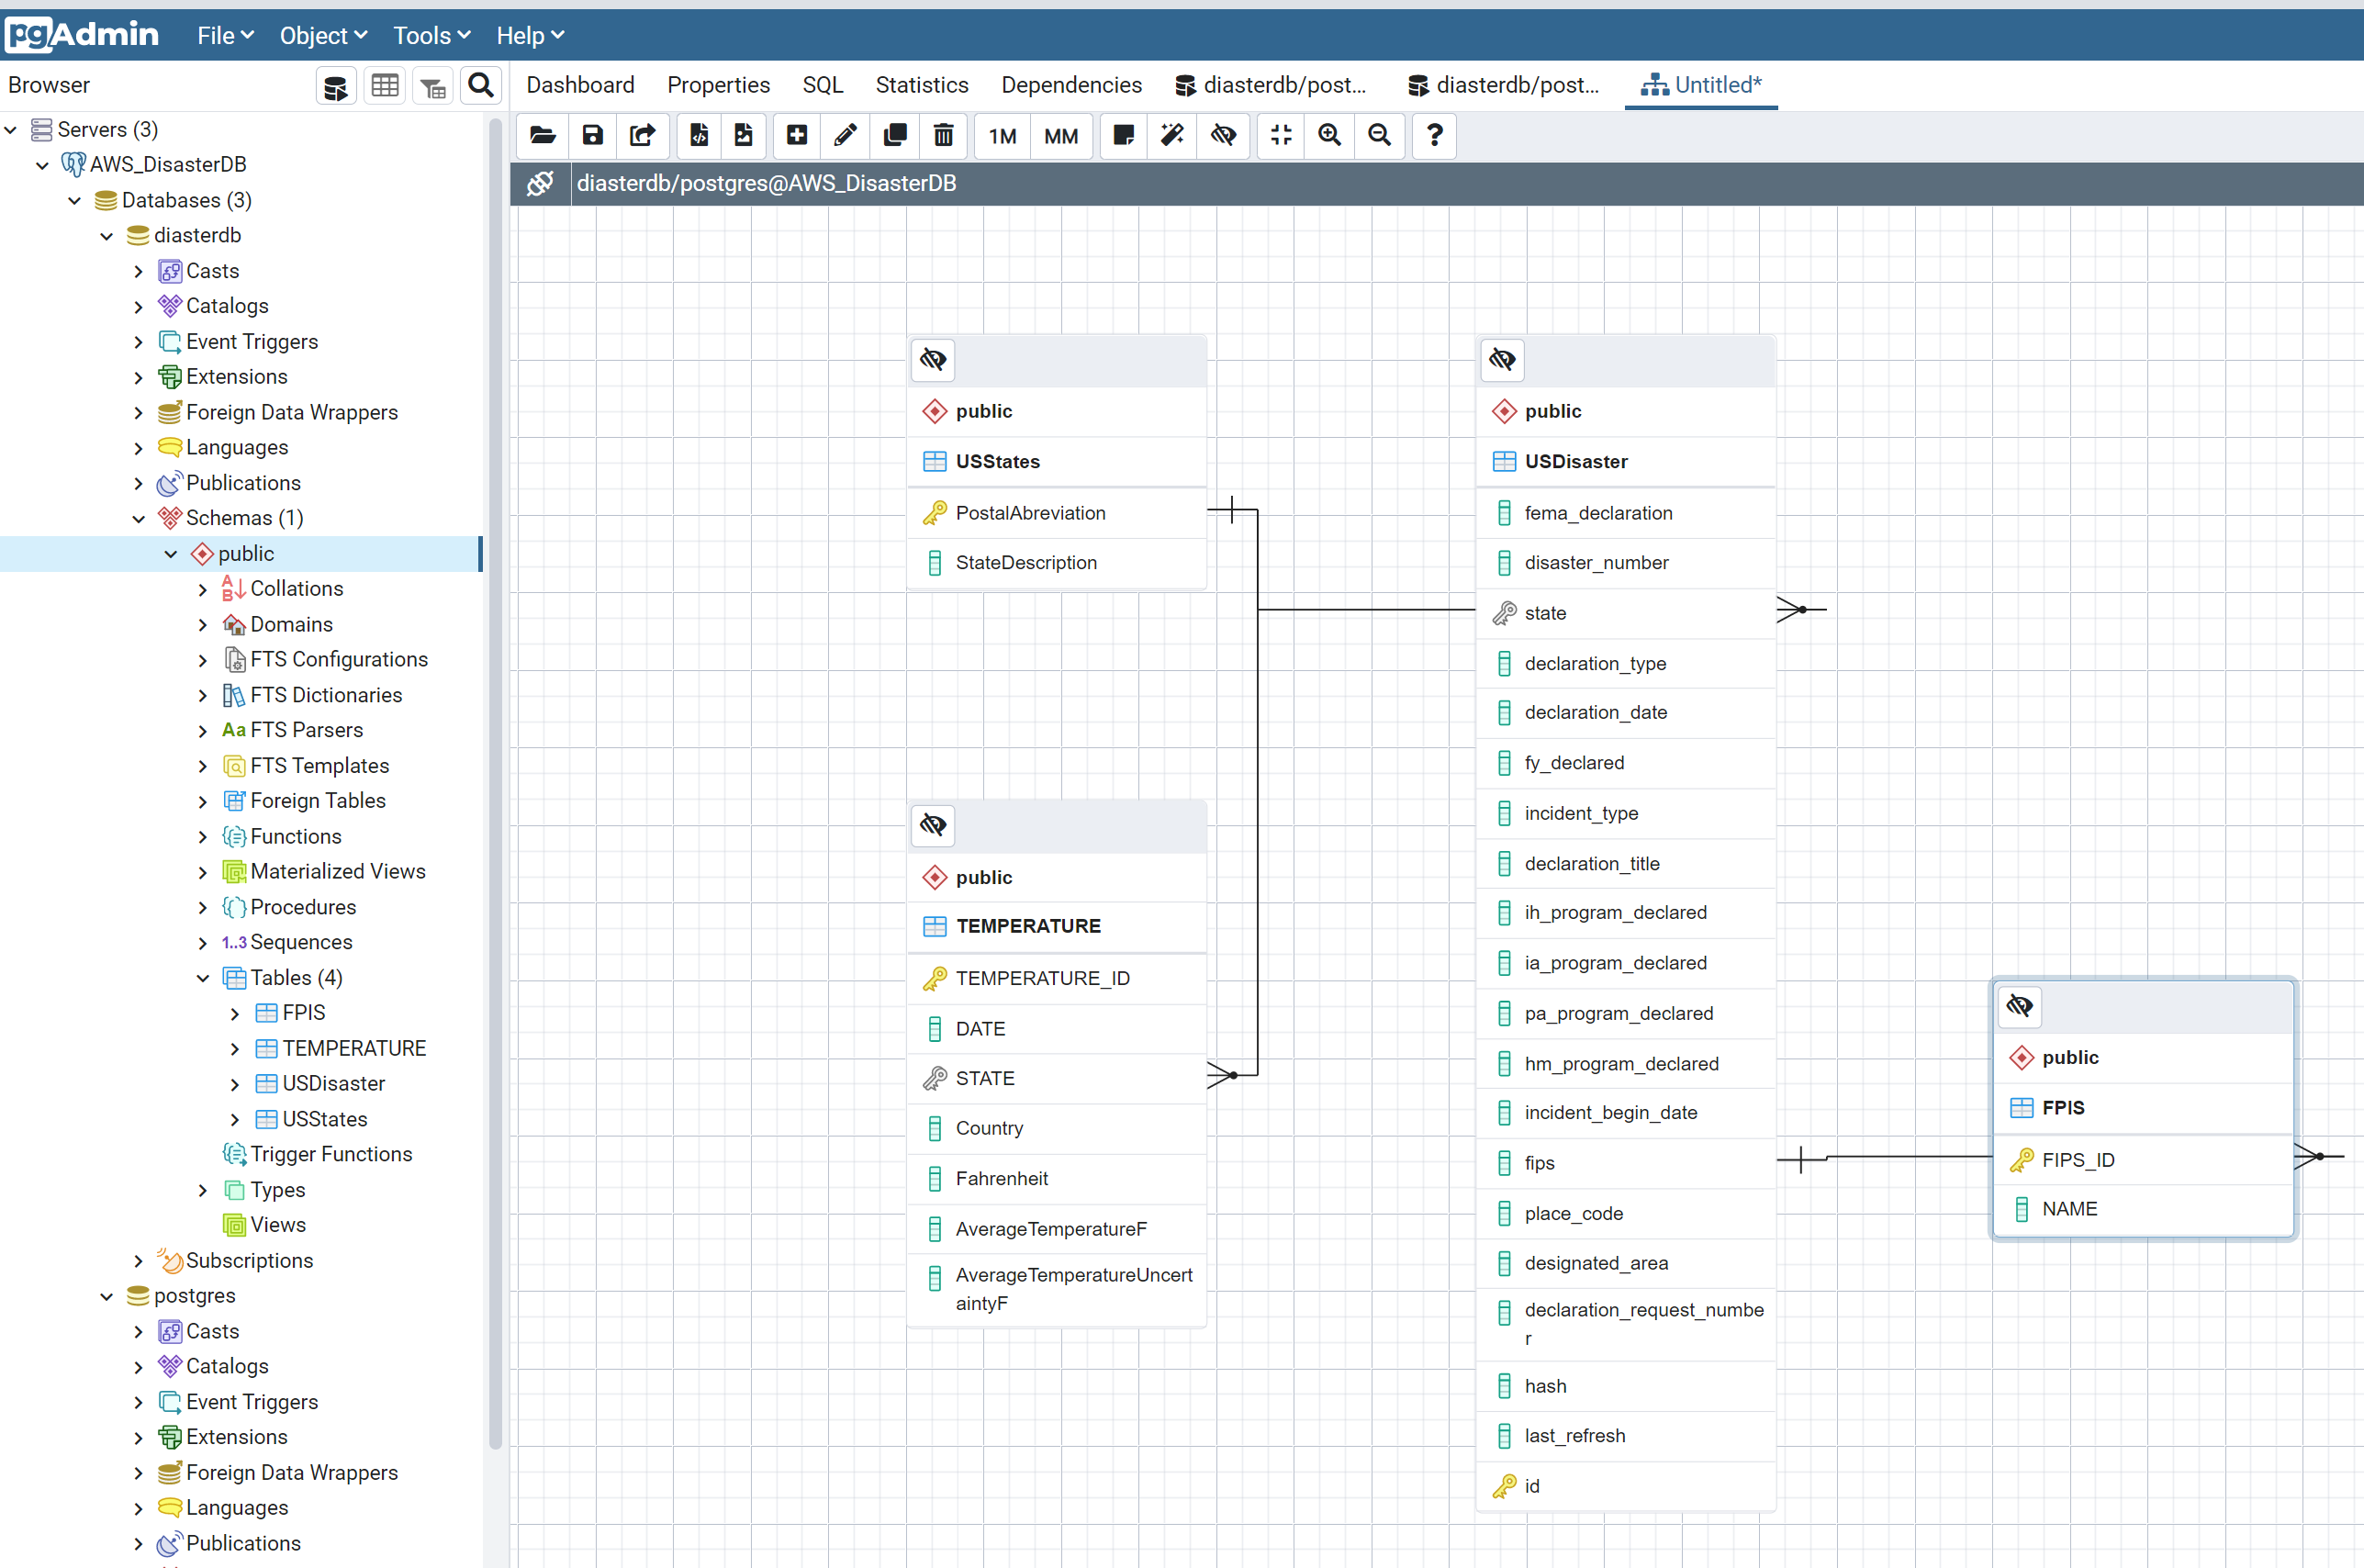 pgAdmin File Object Tools Help
Browser
Dashboard Properties SQL Statistics Dependencies diasterdb/post... diasterdb/post... Untitled*
1M MM ?
diasterdb/postgres@AWS_DisasterDB
Servers (3)
AWS_DisasterDB
Databases (3)
diasterdb
Casts
Catalogs
Event Triggers
Extensions
Foreign Data Wrappers
Languages
Publications
Schemas (1)
public
Collations
Domains
FTS Configurations
FTS Dictionaries
Aa FTS Parsers
FTS Templates
Foreign Tables
Functions
Materialized Views
Procedures
1..3 Sequences
Tables (4)
FPIS
TEMPERATURE
USDisaster
USStates
Trigger Functions
Types
Views
Subscriptions
postgres
Casts
Catalogs
Event Triggers
Extensions
Foreign Data Wrappers
Languages
Publications
public
USStates
PostalAbreviation
StateDescription
public
TEMPERATURE
TEMPERATURE_ID
DATE
STATE
Country
Fahrenheit
AverageTemperatureF
AverageTemperatureUncert
aintyF
public
USDisaster
fema_declaration
disaster_number
state
declaration_type
declaration_date
fy_declared
incident_type
declaration_title
ih_program_declared
ia_program_declared
pa_program_declared
hm_program_declared
incident_begin_date
fips
place_code
designated_area
declaration_request_numbe
r
hash
last_refresh
id
public
FPIS
FIPS_ID
NAME